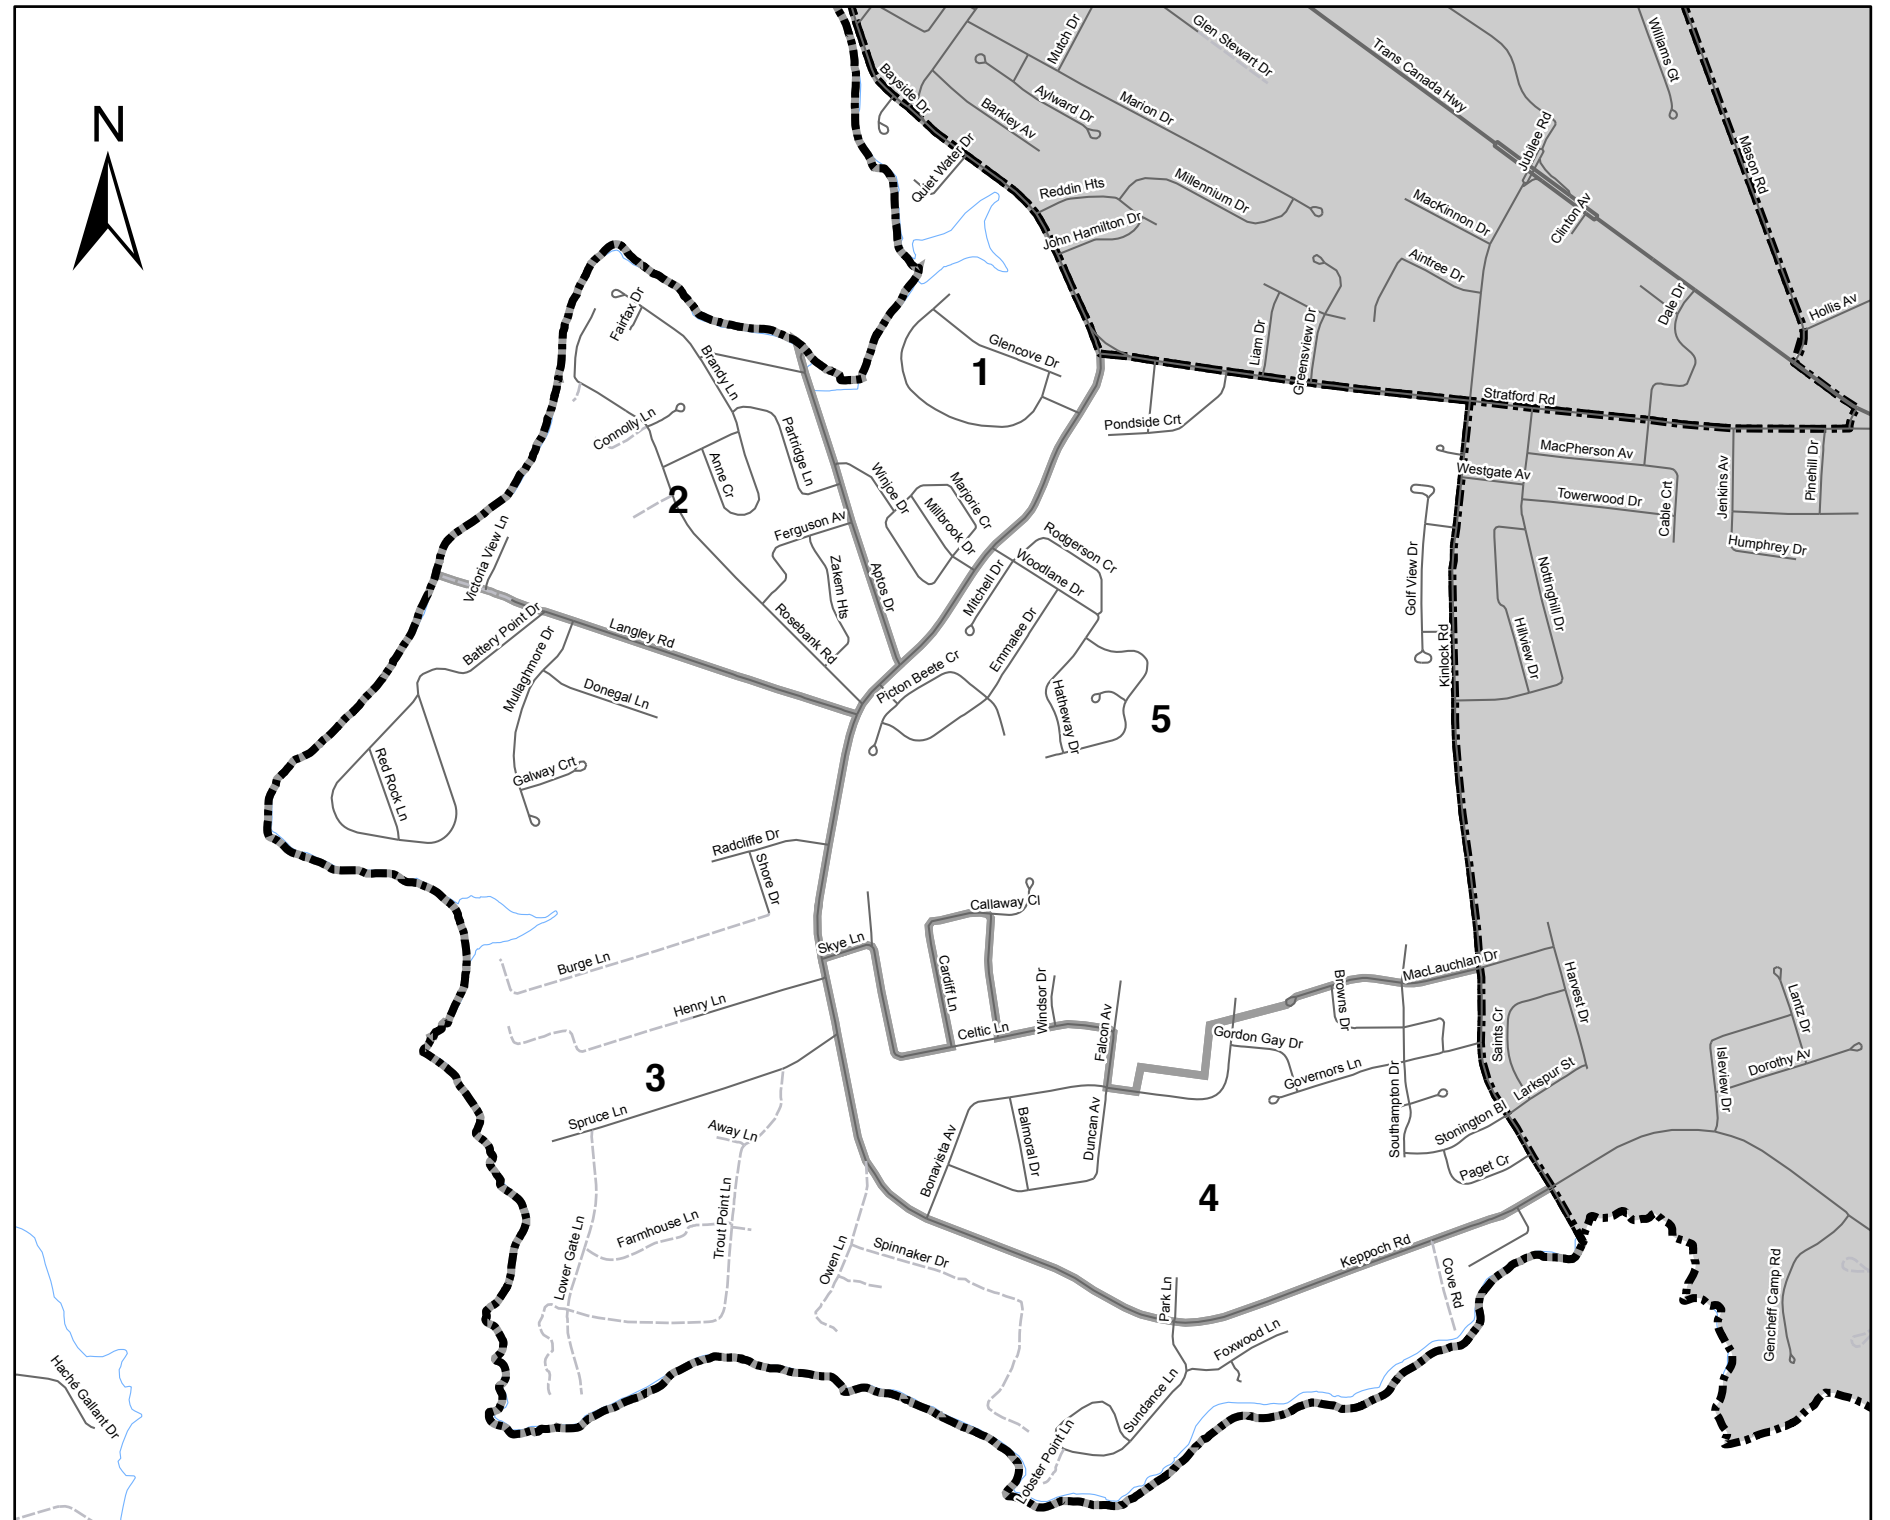 N
Mutch Dr
Glen Stewart Dr
Trans Canada Hwy
Williams Gt
Bayside Dr
Barkley Av
Aylward Dr
Marion Dr
Jubilee Rd
Mason Rd
Quiet Water Dr
Reddin Hts
Millennium Dr
MacKinnon Dr
Clinton Av
John Hamilton Dr
Aintree Dr
Fairfax Dr
Dale Dr
Hollis Av
Liam Dr
Greensview Dr
Glencove Dr
1
Brandy Ln
Stratford Rd
Pondside Crt
Connolly Ln
Partridge Ln
Anne Cr
2
Winjoe Dr
Marjorie Cr
Millbrook Dr
MacPherson Av
Westgate Av
Towerwood Dr
Cable Crt
Jenkins Av
Pinehill Dr
Humphrey Dr
Ferguson Av
Zakem Hts
Aptos Dr
Rodgerson Cr
Woodlane Dr
Mitchell Dr
Victoria View Ln
Golf View Dr
Nottinghill Dr
Hillview Dr
Kinlock Rd
Battery Point Dr
Langley Rd
Rosebank Rd
Emmalee Dr
Mullaghmore Dr
Donegal Ln
Picton Beete Cr
Hatheway Dr
5
Red Rock Ln
Galway Crt
Radcliffe Dr
Shore Dr
Callaway Cl
Skye Ln
Burge Ln
Cardiff Ln
Henry Ln
Celtic Ln
Windsor Dr
Falcon Av
Browns Dr
MacLauchlan Dr
Harvest Dr
Lantz Dr
Gordon Gay Dr
Saints Cr
3
Governors Ln
Isleview Dr
Dorothy Av
Spruce Ln
Away Ln
Balmoral Dr
Duncan Av
Southampton Dr
Larkspur St
Stonington Bl
Bonavista Av
Paget Cr
4
Trout Point Ln
Farmhouse Ln
Lower Gate Ln
Owen Ln
Spinnaker Dr
Keppoch Rd
Cove Rd
Park Ln
Gencheff Camp Rd
Foxwood Ln
Sundance Ln
Lobster Point Ln
Haché Gallant Dr